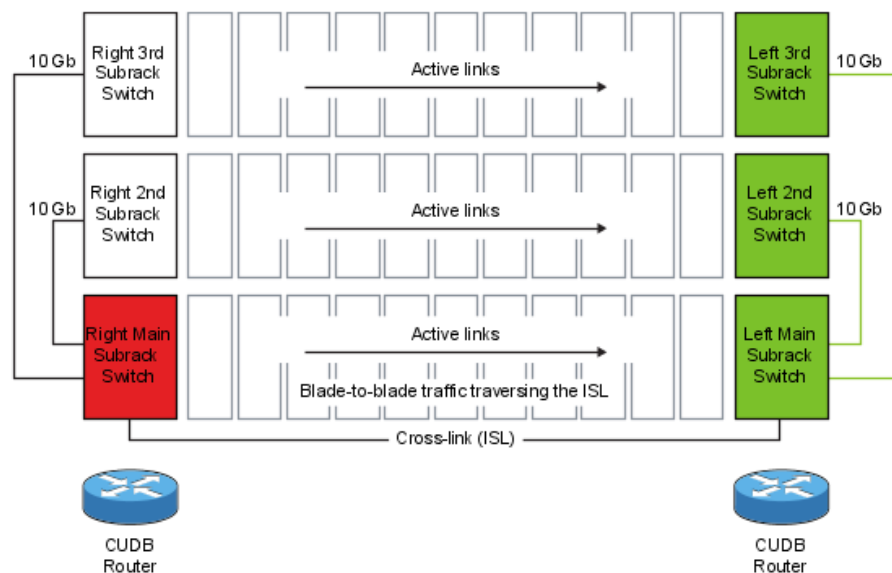 10 Gb
Right 3rd
Subrack
Switch
Active links
Left 3rd
Subrack
Switch
10 Gb
10 Gb
Right 2nd
Subrack
Switch
Active links
Left 2nd
Subrack
Switch
10 Gb
Right Main
Subrack
Switch
Active links
Blade-to-blade traffic traversing the ISL
Left Main
Subrack
Switch
Cross-link (ISL)
CUDB
Router
CUDB
Router